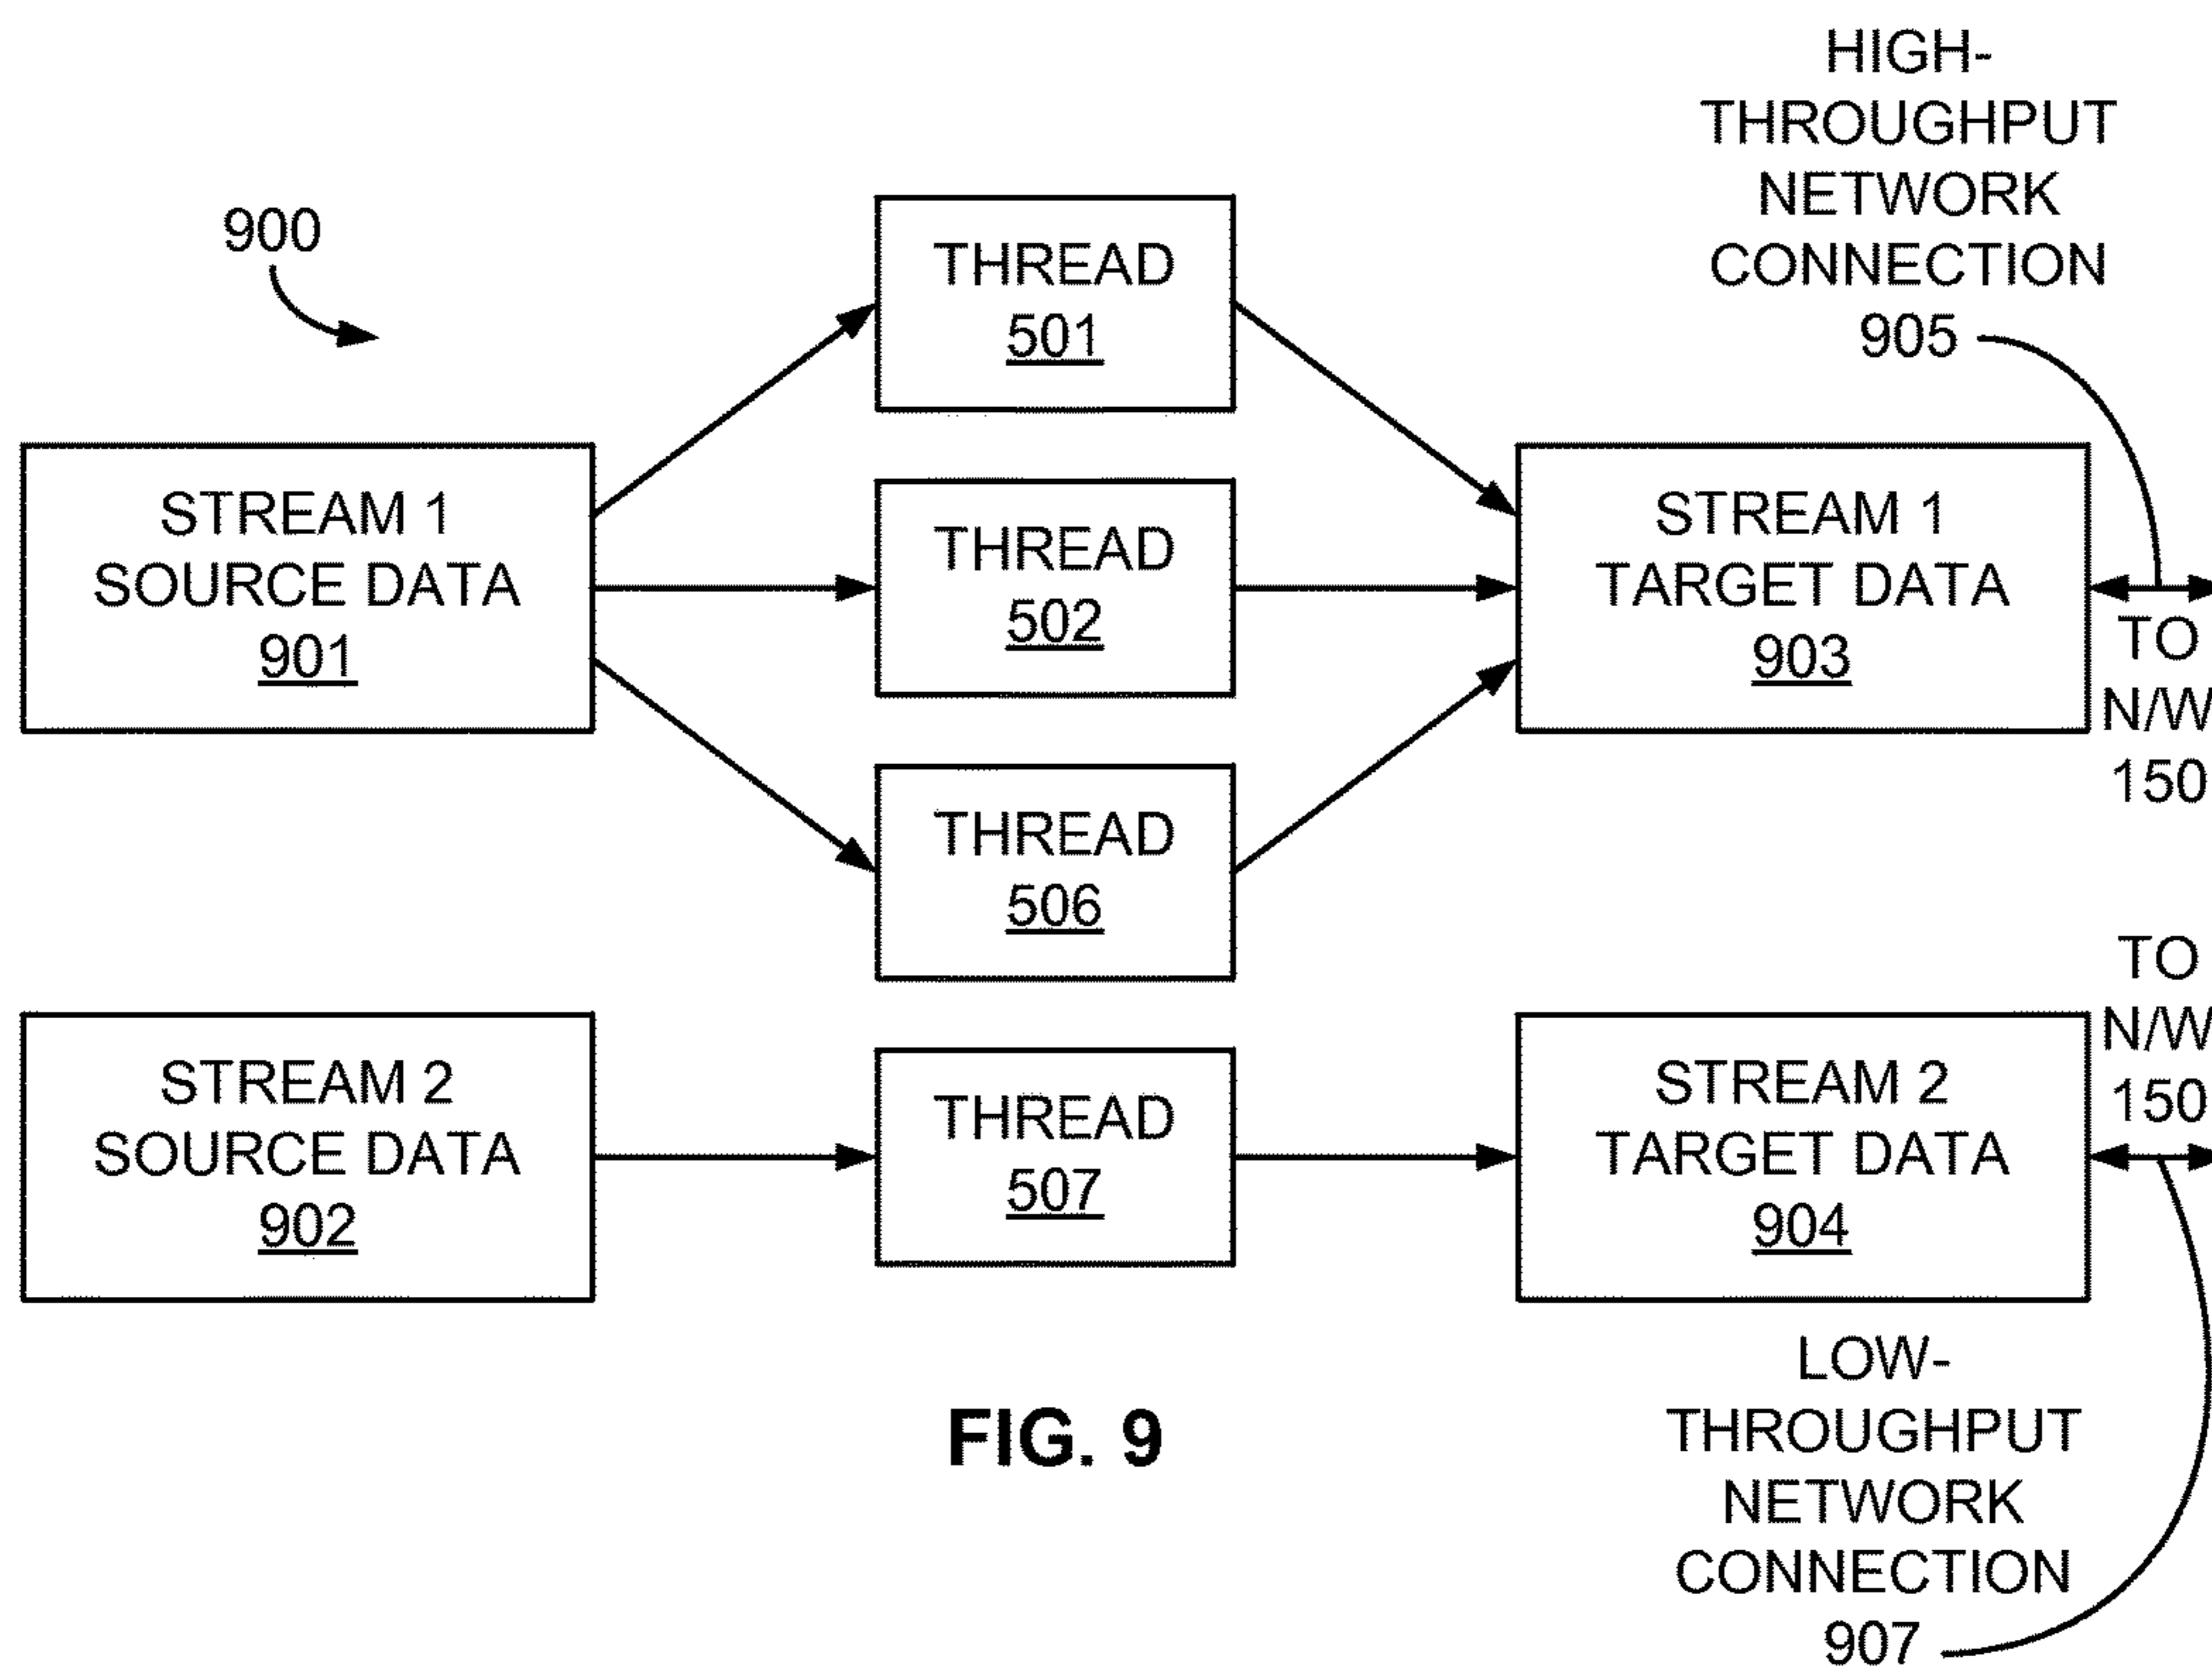 HIGH-
THROUGHPUT
NETWORK
CONNECTION
905
900
THREAD
501
STREAM 1
SOURCE DATA
901
THREAD
502
STREAM 1
TARGET DATA
903
TO
N/W
150
THREAD
506
STREAM 2
SOURCE DATA
902
THREAD
507
STREAM 2
TARGET DATA
904
TO
N/W
150
LOW-
THROUGHPUT
NETWORK
CONNECTION
907
FIG. 9